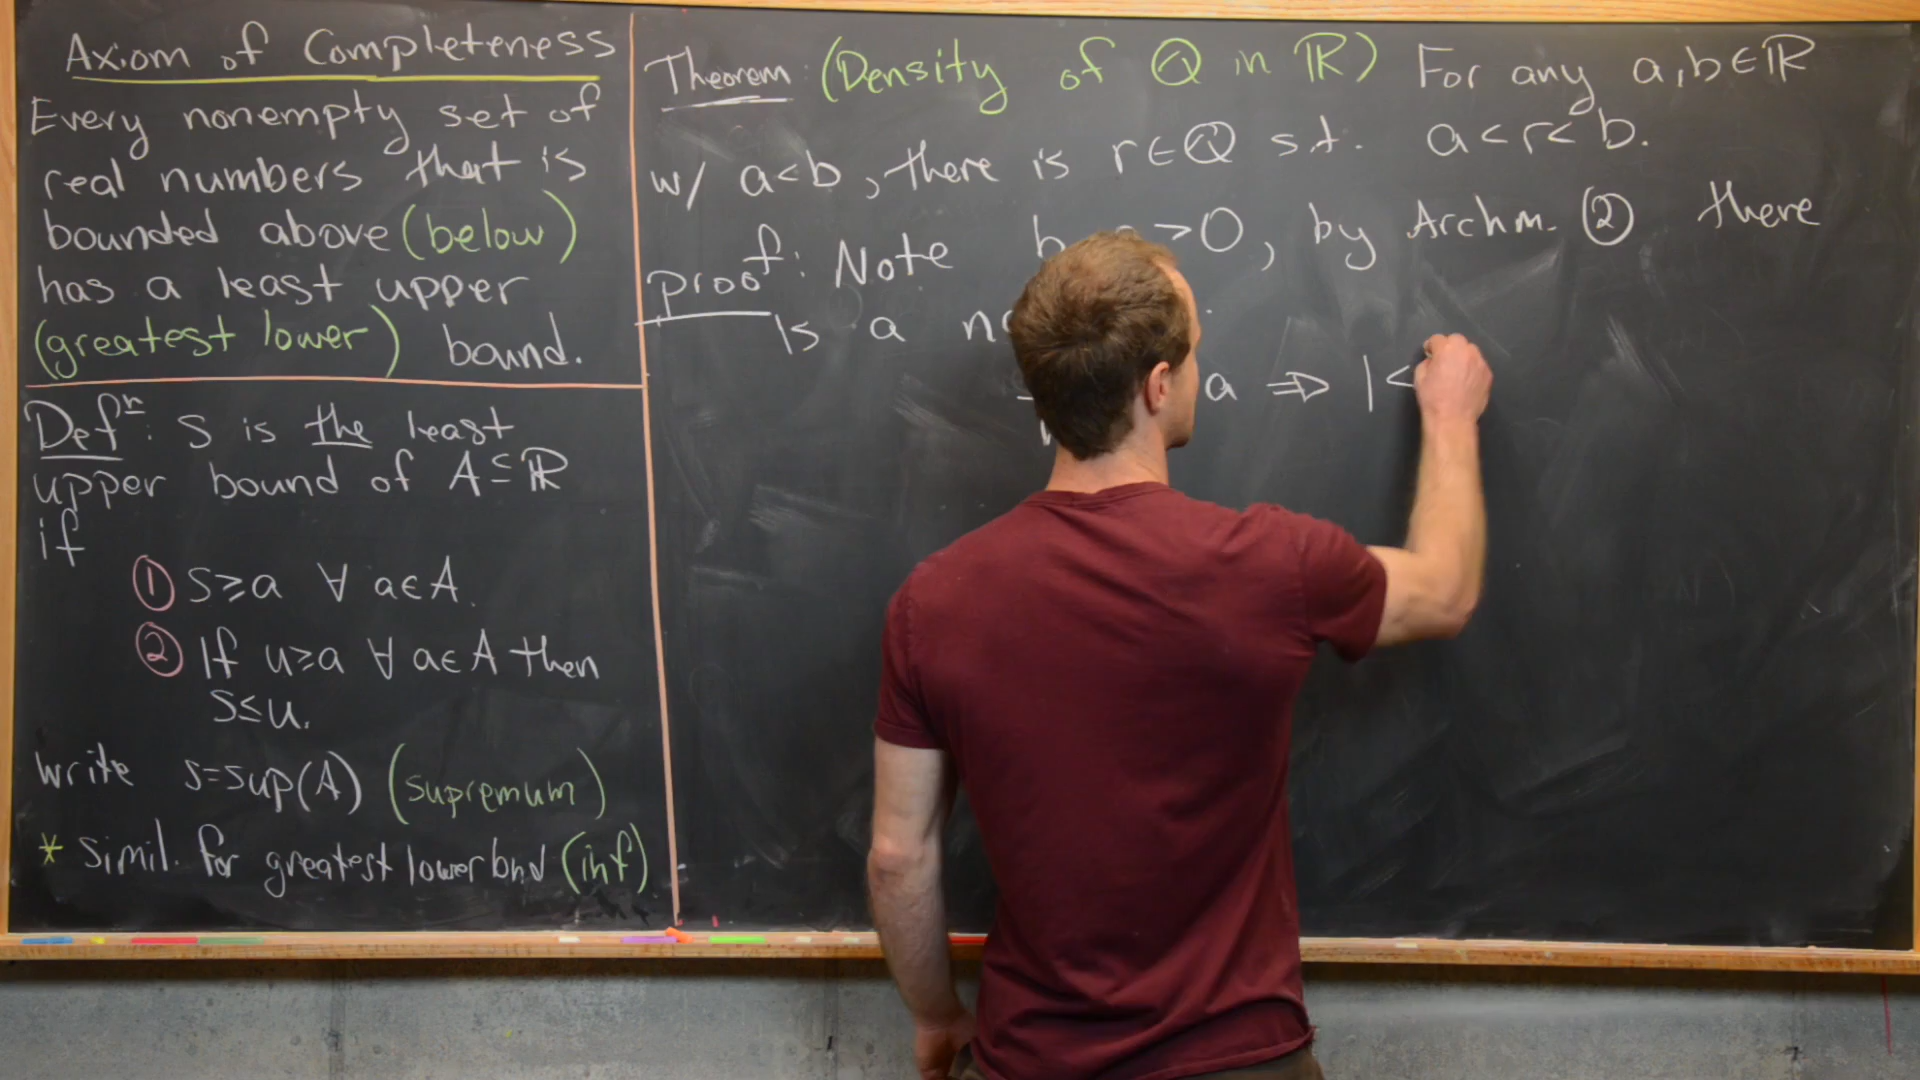 Axiom of Completeness
Every nonempty set of
real numbers that is
bounded above (below)
has a least upper
(greatest lower) bound.
Defⁿ: S is the least
upper bound of A ⊆ ℝ
if
① S ≥ a ∀ a ∈ A.
② If u ≥ a ∀ a ∈ A then
S ≤ u.
Write s = sup(A) (supremum)
* Simil. for greatest lower bnd (inf)
Theorem: (Density of ℚ in ℝ) For any a, b ∈ ℝ
w/ a < b, there is r ∈ ℚ s.t. a < r < b.
proof: Note b > 0, by Archm. ② there
is a
a ⇒ 1 <